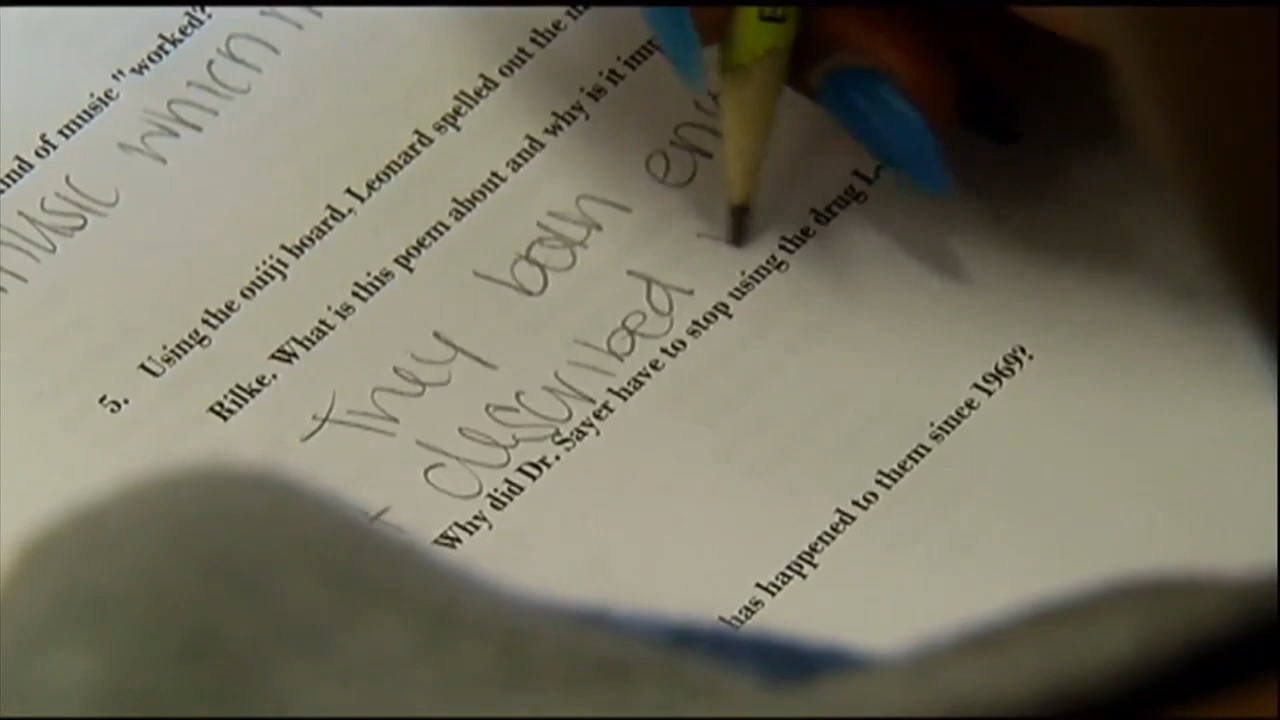 ind of music "worked?
music which
5. Using the ouiji board, Leonard spelled out the
Rilke. What is this poem about and why is it imp
They both enc
+ described
Why did Dr. Sayer have to stop using the drug L
has happened to them since 1969?